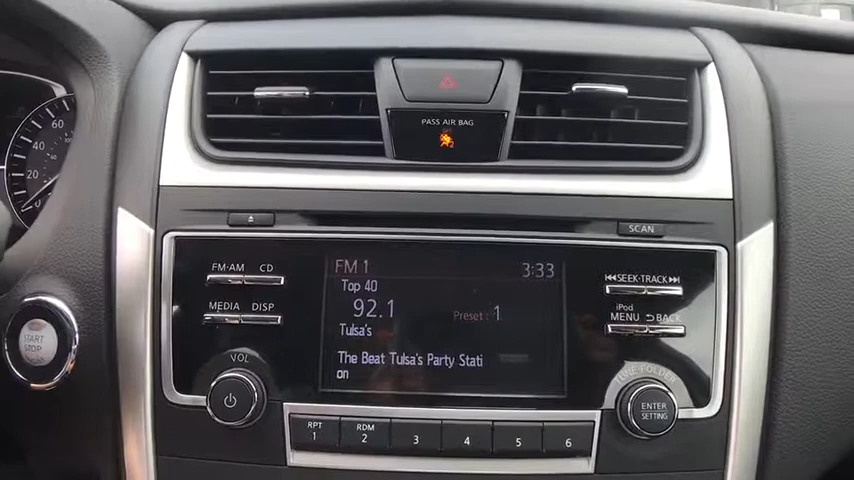 PASS AIR BAG
2
60
40
20
0
SCAN
FM·AM CD
MEDIA DISP
VOL
START
STOP
FM 1 3:33
Top 40
92.1 Preset : 1
Tulsa's
The Beat Tulsa's Party Stati
on
SEEK·TRACK
iPod
MENU BACK
TUNE·FOLDER
ENTER
SETTING
RPT 1 RDM 2 3 4 5 6